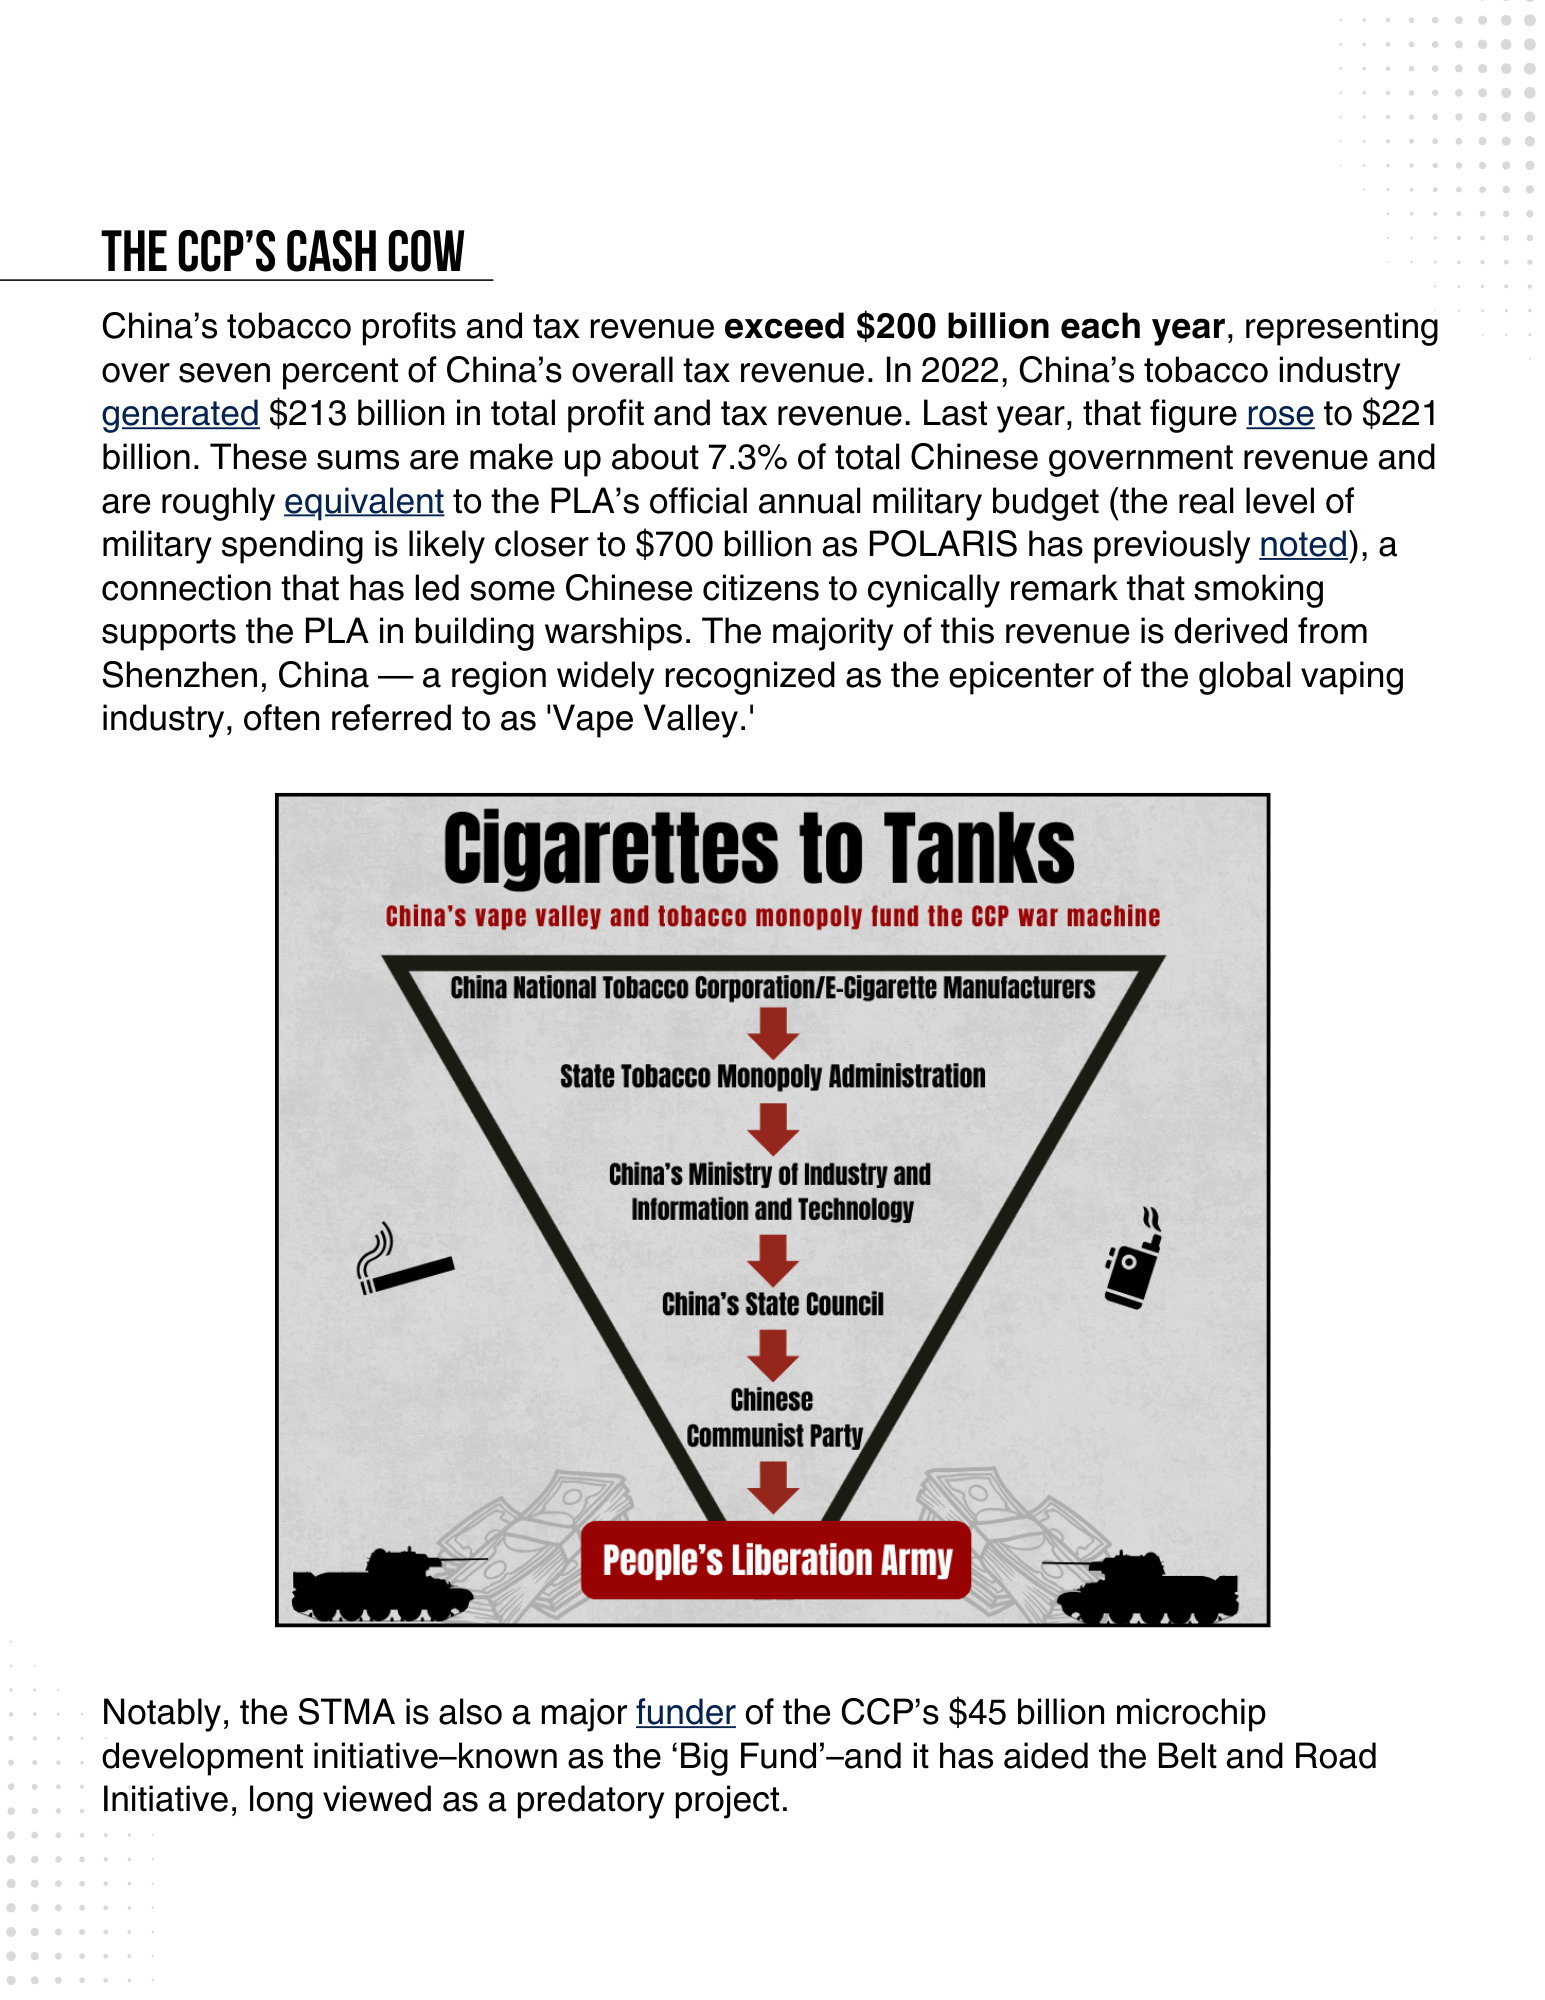 THE CCP’S CASH COW
China’s tobacco profits and tax revenue exceed $200 billion each year, representing
over seven percent of China’s overall tax revenue. In 2022, China’s tobacco industry
generated $213 billion in total profit and tax revenue. Last year, that figure rose to $221
billion. These sums are make up about 7.3% of total Chinese government revenue and
are roughly equivalent to the PLA’s official annual military budget (the real level of
military spending is likely closer to $700 billion as POLARIS has previously noted), a
connection that has led some Chinese citizens to cynically remark that smoking
supports the PLA in building warships. The majority of this revenue is derived from
Shenzhen, China — a region widely recognized as the epicenter of the global vaping
industry, often referred to as 'Vape Valley.'
Cigarettes to Tanks
China’s vape valley and tobacco monopoly fund the CCP war machine
China National Tobacco Corporation/E-Cigarette Manufacturers
State Tobacco Monopoly Administration
China’s Ministry of Industry and
Information and Technology
China’s State Council
Chinese
Communist Party
People’s Liberation Army
Notably, the STMA is also a major funder of the CCP’s $45 billion microchip
development initiative–known as the ‘Big Fund’–and it has aided the Belt and Road
Initiative, long viewed as a predatory project.